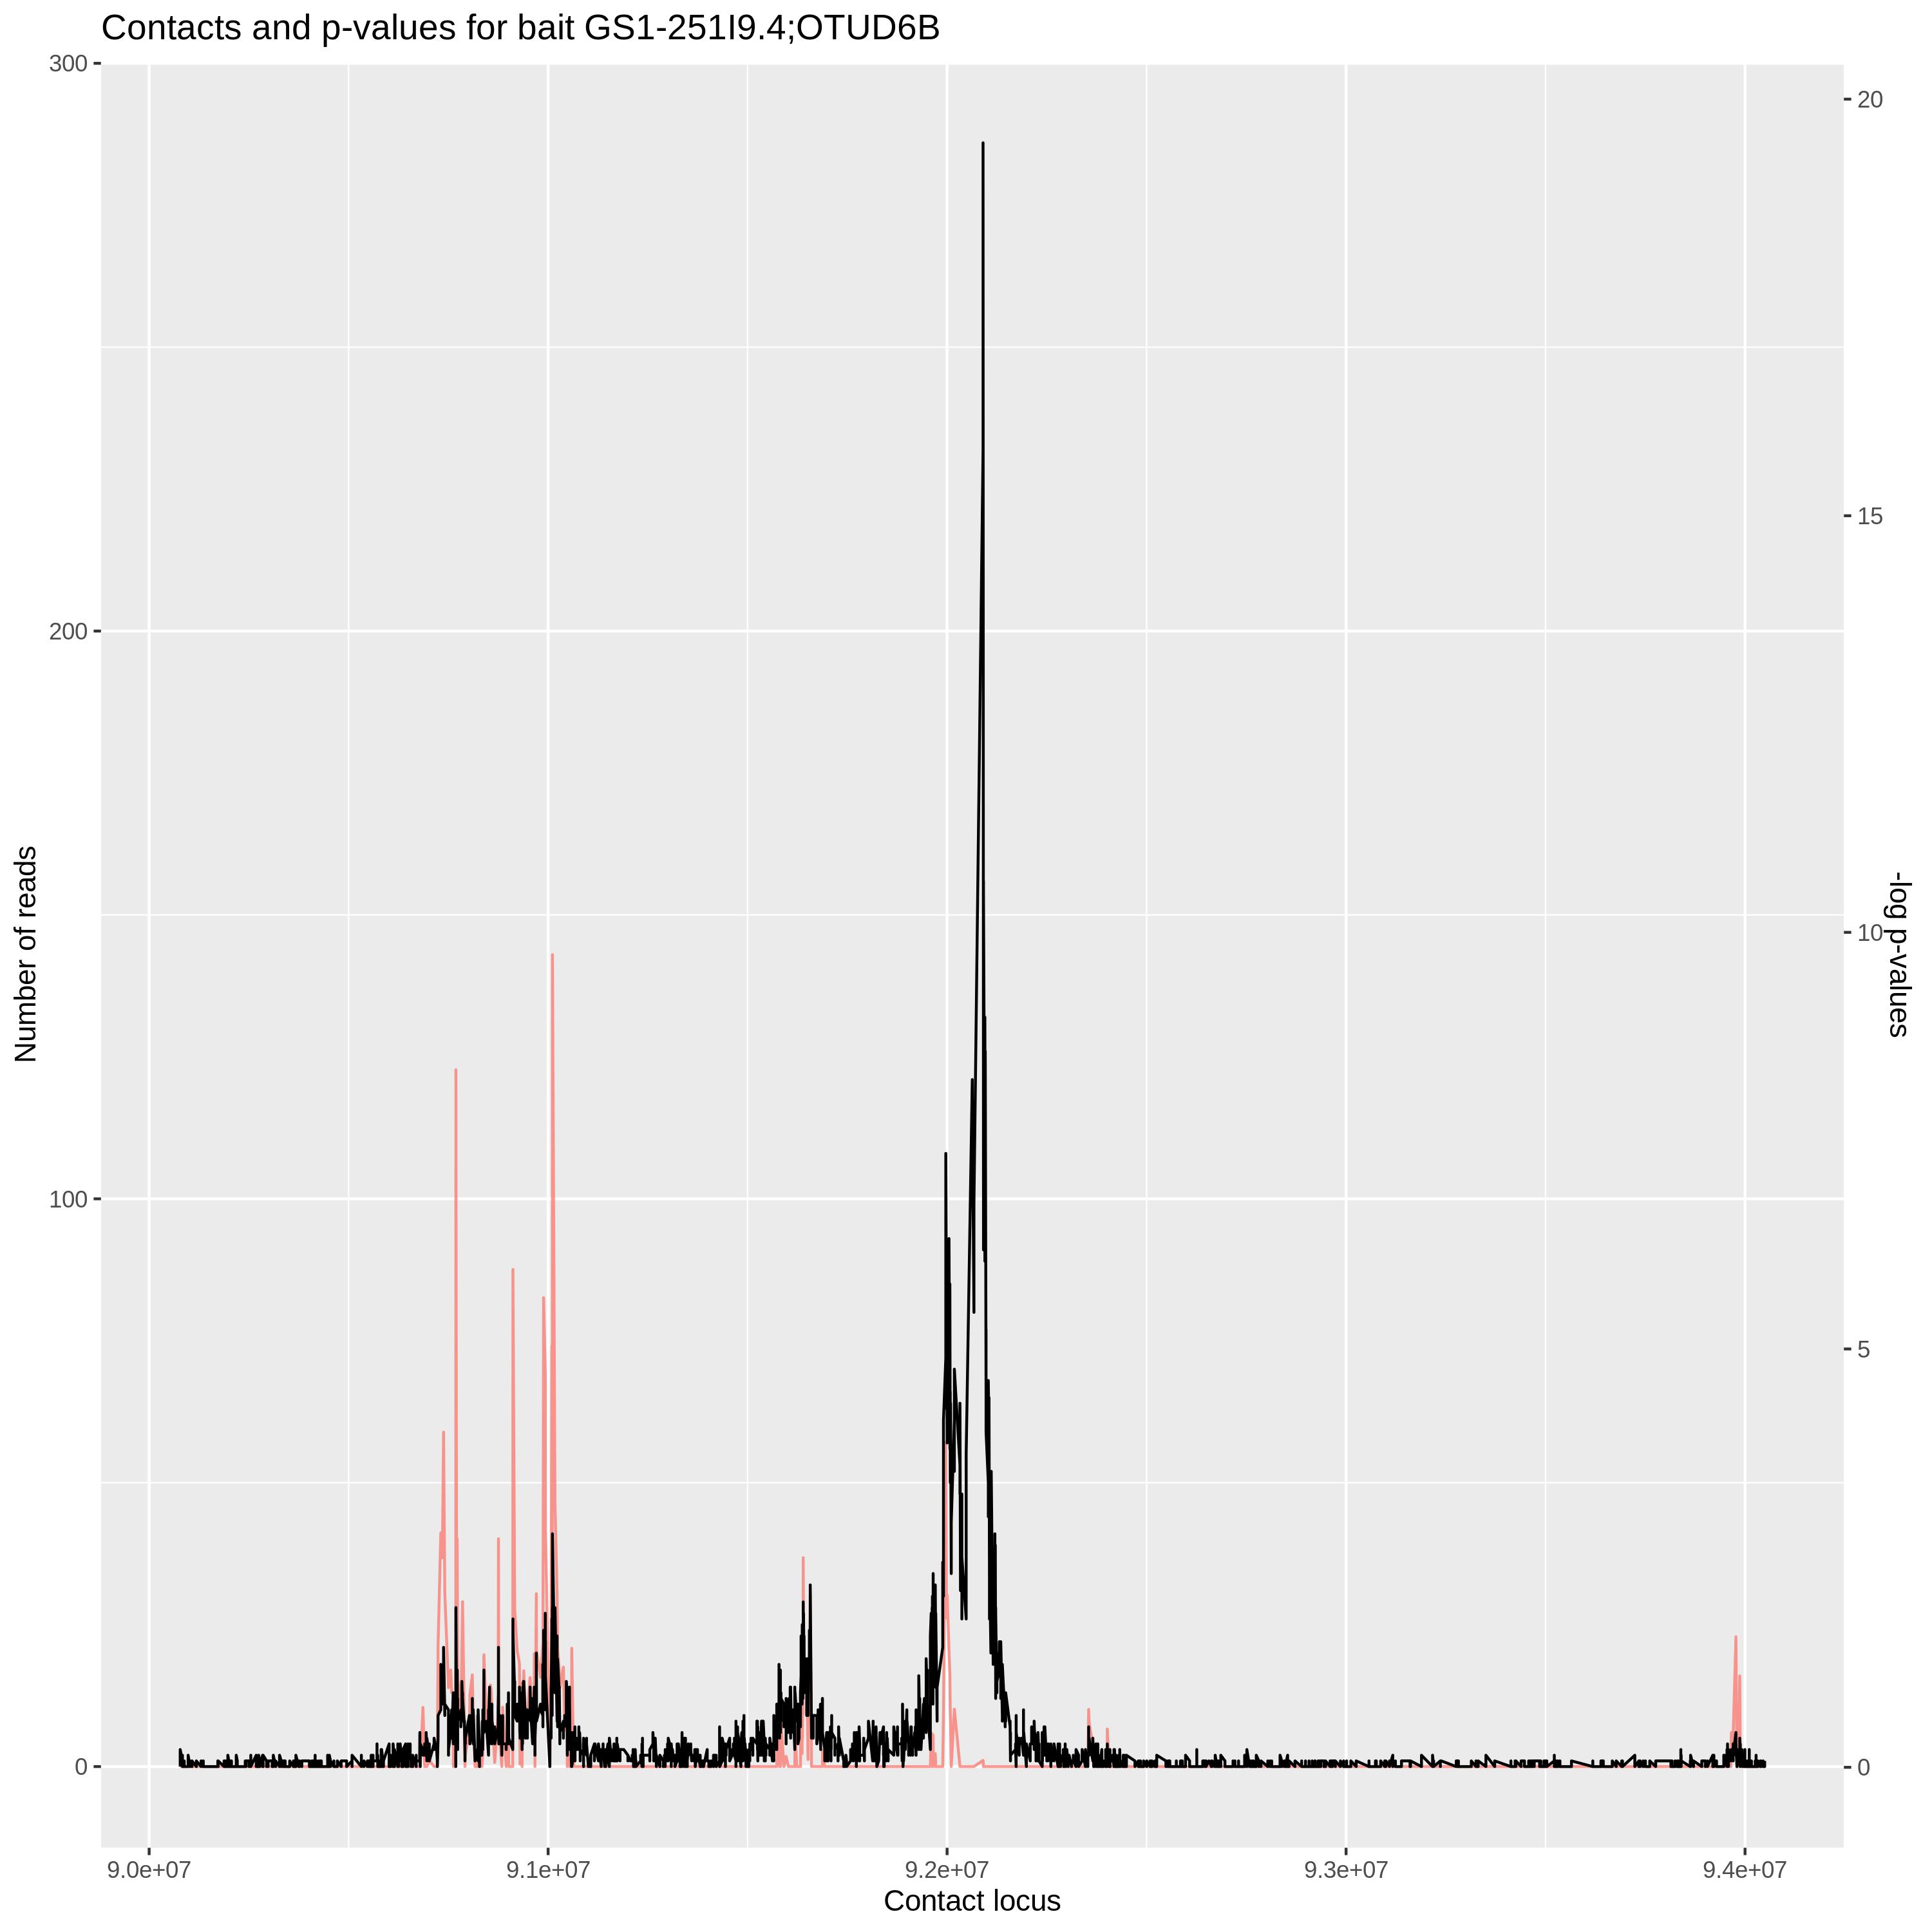 Contacts and p-values for bait GS1-251I9.4;OTUD6B
300
200
100
0
Number of reads
20
15
10
5
0
-log p-values
9.0e+07
9.1e+07
9.2e+07
9.3e+07
9.4e+07
Contact locus